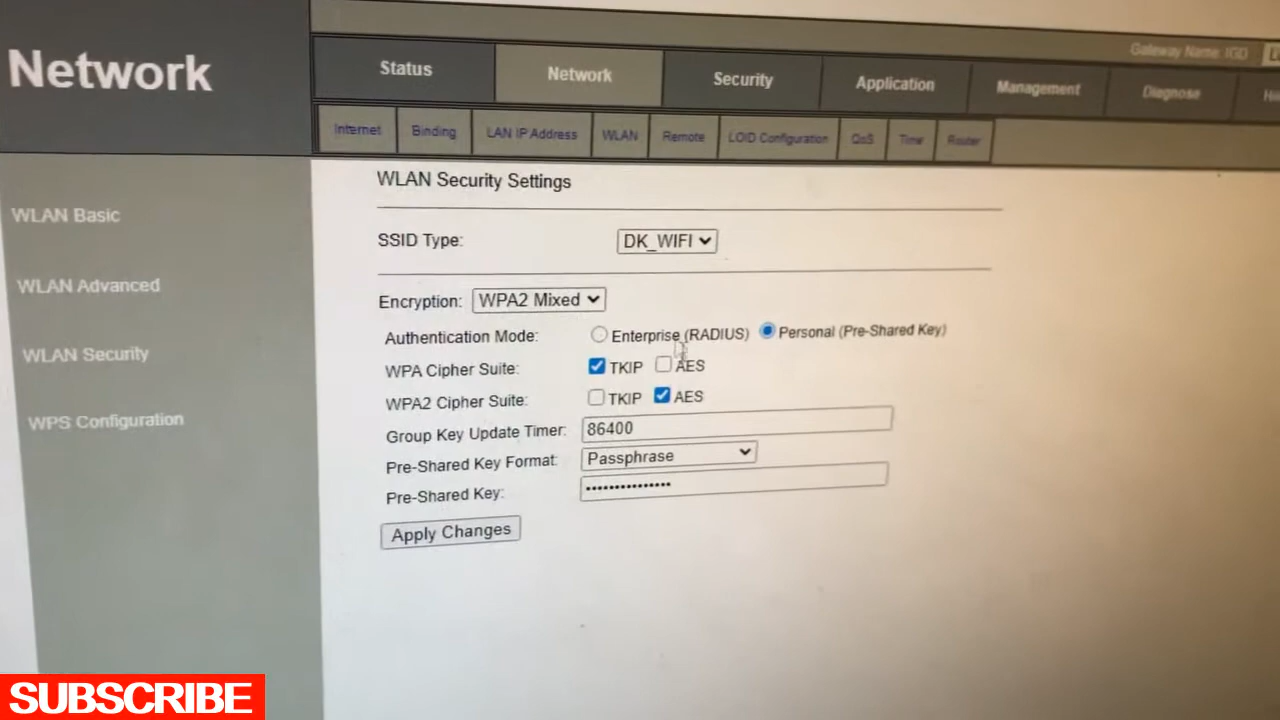 Network
Gateway Name: IGD
Status Network Security Application Management Diagnose
Internet Binding LAN IP Address WLAN Remote LOID Configuration QoS Time Router
WLAN Basic
WLAN Advanced
WLAN Security
WPS Configuration
WLAN Security Settings
SSID Type: DK_WIFI
Encryption: WPA2 Mixed
Authentication Mode: Enterprise (RADIUS) Personal (Pre-Shared Key)
WPA Cipher Suite: TKIP AES
WPA2 Cipher Suite: TKIP AES
Group Key Update Timer: 86400
Pre-Shared Key Format: Passphrase
Pre-Shared Key: •••••••••••••••
Apply Changes
SUBSCRIBE